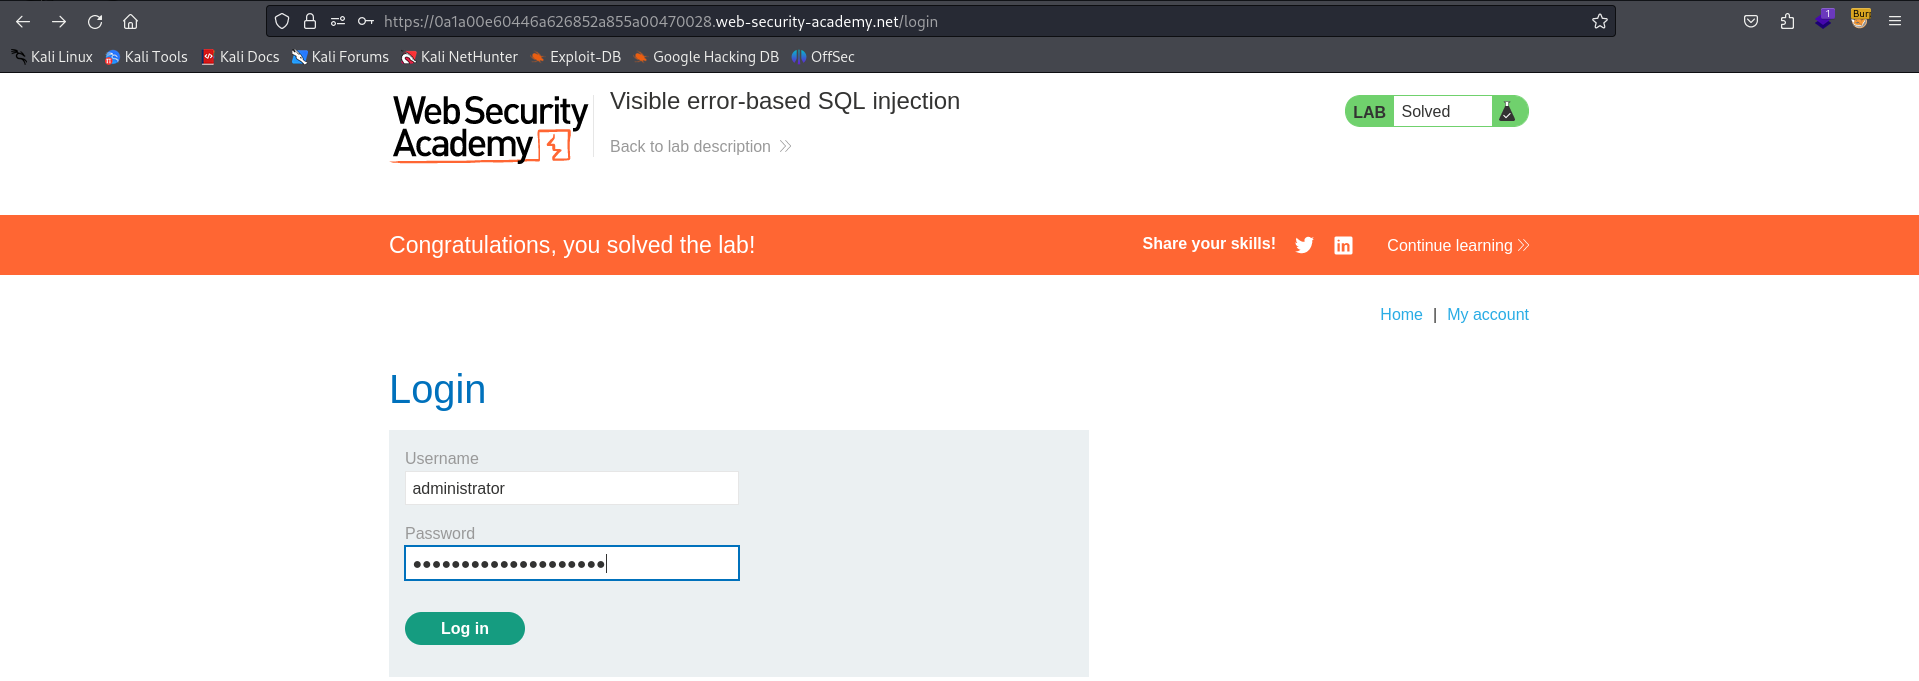 https://0a1a00e60446a626852a855a00470028.web-security-academy.net/login
1
Burp
Kali Linux Kali Tools Kali Docs Kali Forums Kali NetHunter Exploit-DB Google Hacking DB OffSec
Web Security Academy
Visible error-based SQL injection
Back to lab description
LAB Solved
Congratulations, you solved the lab!
Share your skills!
Continue learning
Home | My account
Login
Username
administrator
Password
Log in